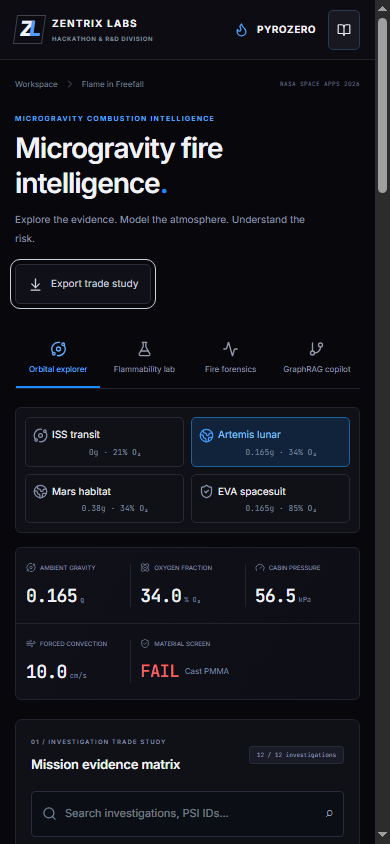 ZENTRIX LABS
HACKATHON & R&D DIVISION
PYROZERO
Workspace > Flame in Freefall
NASA SPACE APPS 2026
MICROGRAVITY COMBUSTION INTELLIGENCE
Microgravity fire
intelligence.
Explore the evidence. Model the atmosphere. Understand the
risk.
Export trade study
Orbital explorer
Flammability lab
Fire forensics
GraphRAG copilot
ISS transit
0g · 21% O₂
Artemis lunar
0.165g · 34% O₂
Mars habitat
0.38g · 34% O₂
EVA spacesuit
0.165g · 85% O₂
AMBIENT GRAVITY
0.165 g
OXYGEN FRACTION
34.0 % O₂
CABIN PRESSURE
56.5 kPa
FORCED CONVECTION
10.0 cm/s
MATERIAL SCREEN
FAIL Cast PMMA
01 / INVESTIGATION TRADE STUDY
Mission evidence matrix
12 / 12 investigations
Search investigations, PSI IDs...